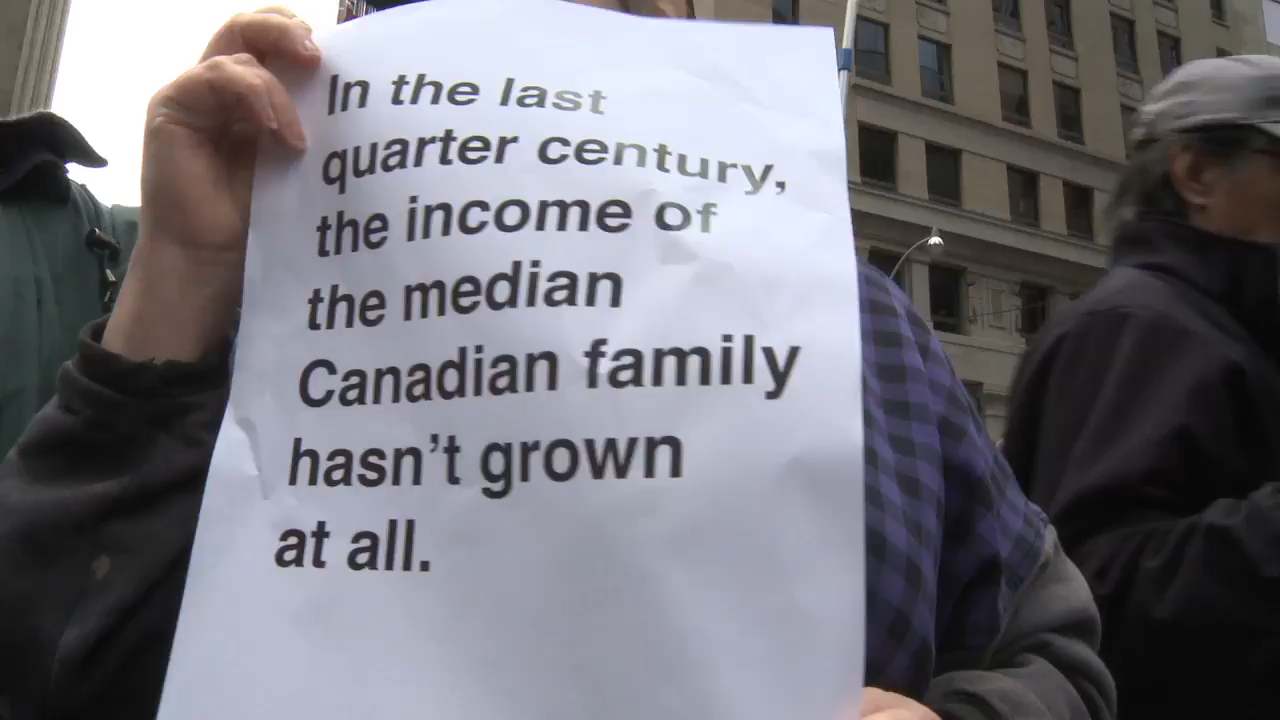 In the last
quarter century,
the income of
the median
Canadian family
hasn't grown
at all.